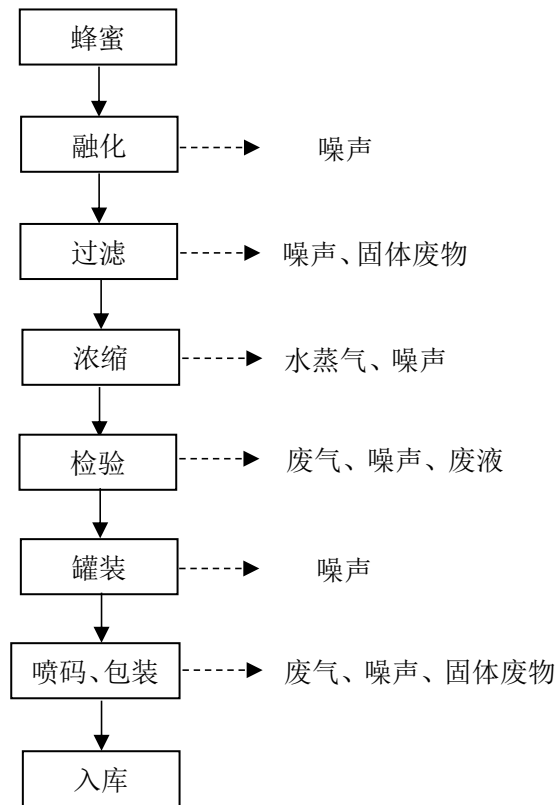 蜂蜜
融化
噪声
过滤
噪声、固体废物
浓缩
水蒸气、噪声
检验
废气、噪声、废液
罐装
噪声
喷码、包装
废气、噪声、固体废物
入库